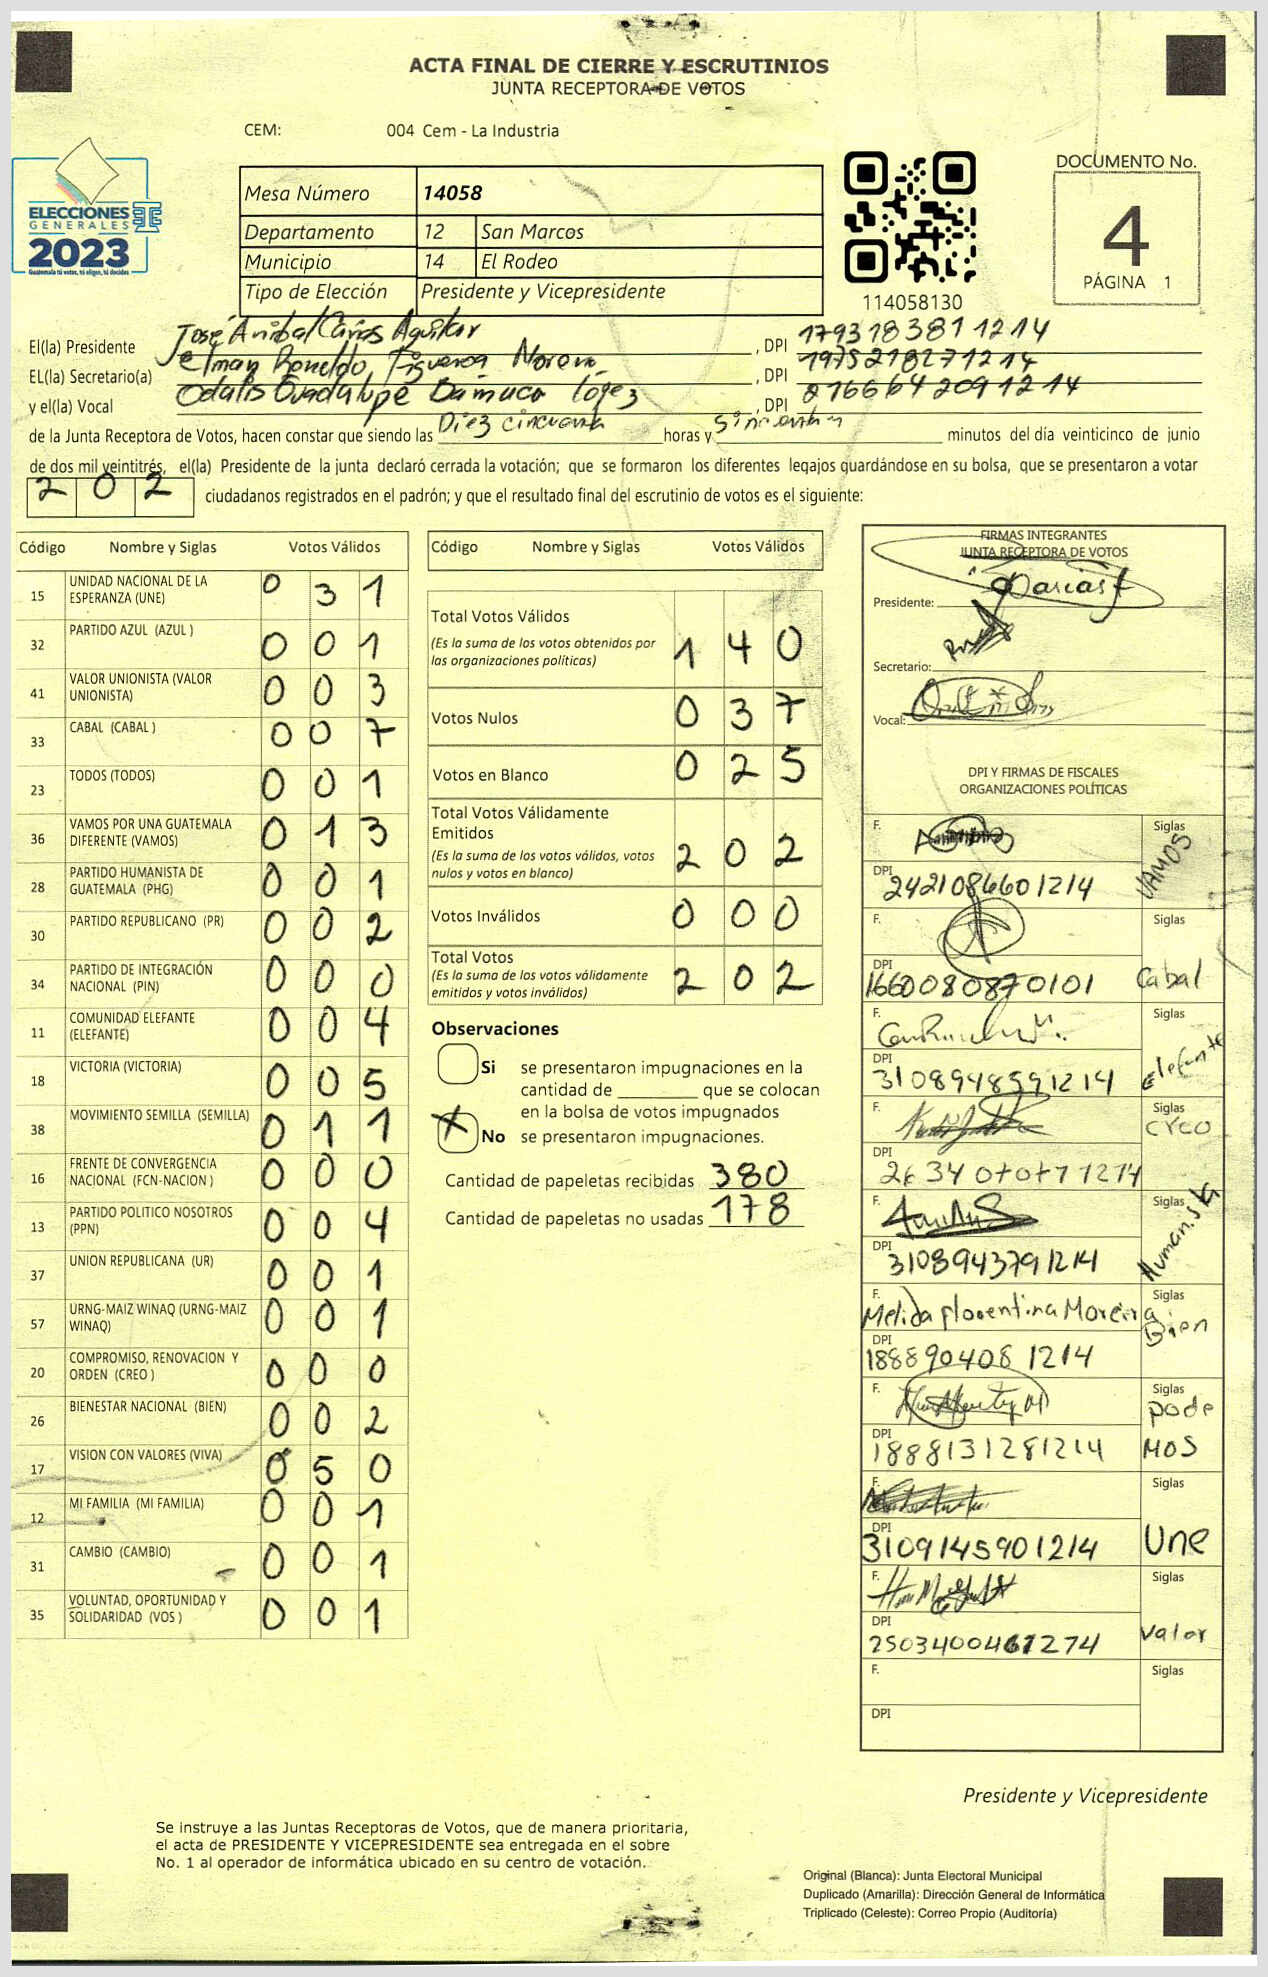 ACTA FINAL DE CIERRE Y ESCRUTINIOS
JUNTA RECEPTORA DE VOTOS
CEM: 004 Cem - La Industria
ELECCIONES
GENERALES
2023
Guatemala tú votas, tú eliges, tú decides
Mesa Número 14058
Departamento 12 San Marcos
Municipio 14 El Rodeo
Tipo de Elección Presidente y Vicepresidente
114058130
DOCUMENTO No.
4
PÁGINA 1
El(la) Presidente José Anibal Carias Aguilar , DPI 1793183811214
EL(la) Secretario(a) elman Roneldo Figueroa Moreno , DPI 1975218271214
y el(la) Vocal Odalis Guadalupe Damuco lópez , DPI 0166642091214
de la Junta Receptora de Votos, hacen constar que siendo las Diez cincuenta horas y minutos del día veinticinco de junio
de dos mil veintitrés, el(la) Presidente de la junta declaró cerrada la votación; que se formaron los diferentes legajos guardándose en su bolsa, que se presentaron a votar
202 ciudadanos registrados en el padrón; y que el resultado final del escrutinio de votos es el siguiente:
Código Nombre y Siglas Votos Válidos
15 UNIDAD NACIONAL DE LA ESPERANZA (UNE) 0 3 1
32 PARTIDO AZUL (AZUL ) 0 0 1
41 VALOR UNIONISTA (VALOR UNIONISTA) 0 0 3
33 CABAL (CABAL ) 0 0 7
23 TODOS (TODOS) 0 0 1
36 VAMOS POR UNA GUATEMALA DIFERENTE (VAMOS) 0 1 3
28 PARTIDO HUMANISTA DE GUATEMALA (PHG) 0 0 1
30 PARTIDO REPUBLICANO (PR) 0 0 2
34 PARTIDO DE INTEGRACIÓN NACIONAL (PIN) 0 0 0
11 COMUNIDAD ELEFANTE (ELEFANTE) 0 0 4
18 VICTORIA (VICTORIA) 0 0 5
38 MOVIMIENTO SEMILLA (SEMILLA) 0 1 1
16 FRENTE DE CONVERGENCIA NACIONAL (FCN-NACION ) 0 0 0
13 PARTIDO POLITICO NOSOTROS (PPN) 0 0 4
37 UNION REPUBLICANA (UR) 0 0 1
57 URNG-MAIZ WINAQ (URNG-MAIZ WINAQ) 0 0 1
20 COMPROMISO, RENOVACION Y ORDEN (CREO ) 0 0 0
26 BIENESTAR NACIONAL (BIEN) 0 0 2
17 VISION CON VALORES (VIVA) 0 5 0
12 MI FAMILIA (MI FAMILIA) 0 0 1
31 CAMBIO (CAMBIO) 0 0 1
35 VOLUNTAD, OPORTUNIDAD Y SOLIDARIDAD (VOS ) 0 0 1
Código Nombre y Siglas Votos Válidos
Total Votos Válidos
(Es la suma de los votos obtenidos por las organizaciones políticas) 1 4 0
Votos Nulos 0 3 7
Votos en Blanco 0 2 5
Total Votos Válidamente Emitidos
(Es la suma de los votos válidos, votos nulos y votos en blanco) 2 0 2
Votos Inválidos 0 0 0
Total Votos
(Es la suma de los votos válidamente emitidos y votos inválidos) 2 0 2
Observaciones
Si se presentaron impugnaciones en la
cantidad de ________ que se colocan
en la bolsa de votos impugnados
X No se presentaron impugnaciones.
Cantidad de papeletas recibidas 380
Cantidad de papeletas no usadas 178
FIRMAS INTEGRANTES
JUNTA RECEPTORA DE VOTOS
Presidente:
Secretario:
Vocal:
DPI Y FIRMAS DE FISCALES
ORGANIZACIONES POLÍTICAS
F. Siglas VAMOS
DPI 2421086601214
F. Siglas Cabal
DPI 1660080870101
F. Siglas Elefante
DPI 3108948591214
F. Siglas creo
DPI 2634070771214
F. Siglas Humanista
DPI 3108943791214
F. Melida florentina Moreira Siglas Bien
DPI 1888904081214
F. Siglas podeMOS
DPI 1888131281214
F. Siglas Une
DPI 3109145901214
F. Siglas Valor
DPI 2503400461274
F. Siglas
DPI
Presidente y Vicepresidente
Se instruye a las Juntas Receptoras de Votos, que de manera prioritaria,
el acta de PRESIDENTE Y VICEPRESIDENTE sea entregada en el sobre
No. 1 al operador de informática ubicado en su centro de votación.
Original (Blanca): Junta Electoral Municipal
Duplicado (Amarilla): Dirección General de Informática
Triplicado (Celeste): Correo Propio (Auditoría)